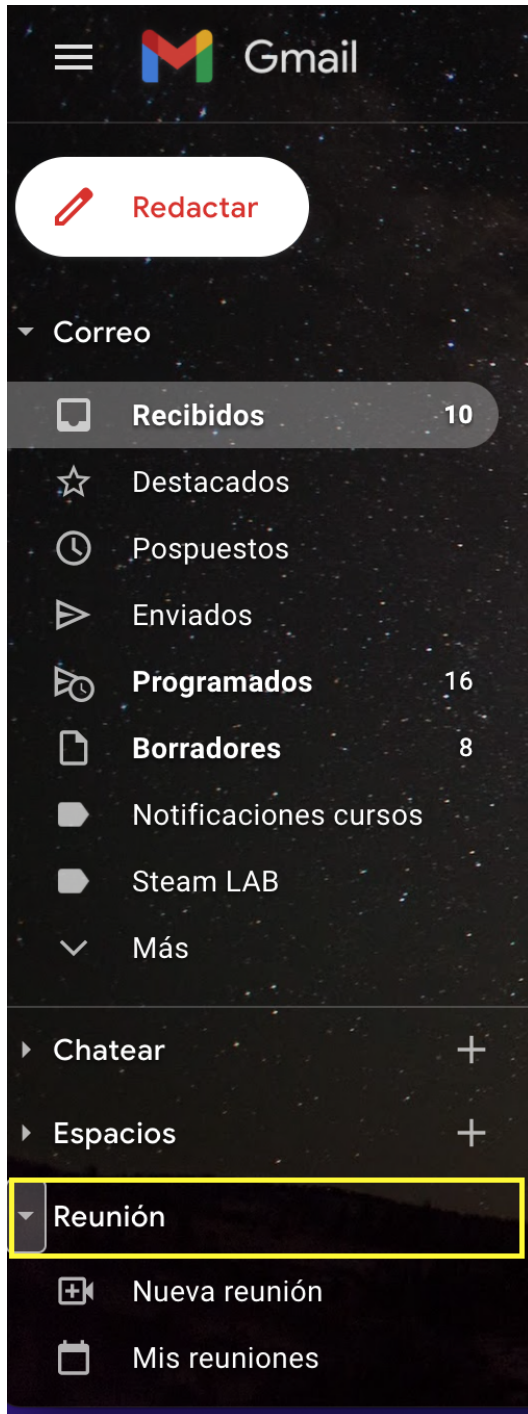 Gmail
Redactar
Correo
Recibidos 10
Destacados
Pospuestos
Enviados
Programados 16
Borradores 8
Notificaciones cursos
Steam LAB
Más
Chatear
Espacios
Reunión
Nueva reunión
Mis reuniones